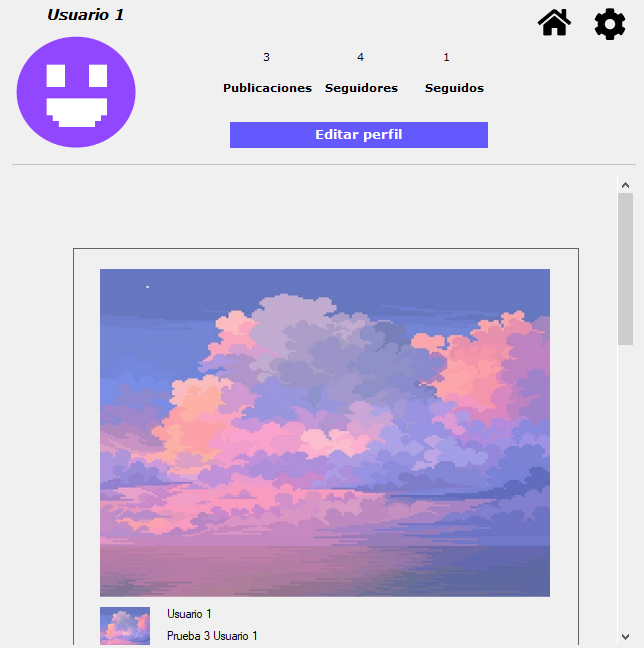 Usuario 1
3 4 1
Publicaciones Seguidores Seguidos
Editar perfil
Usuario 1
Prueba 3 Usuario 1